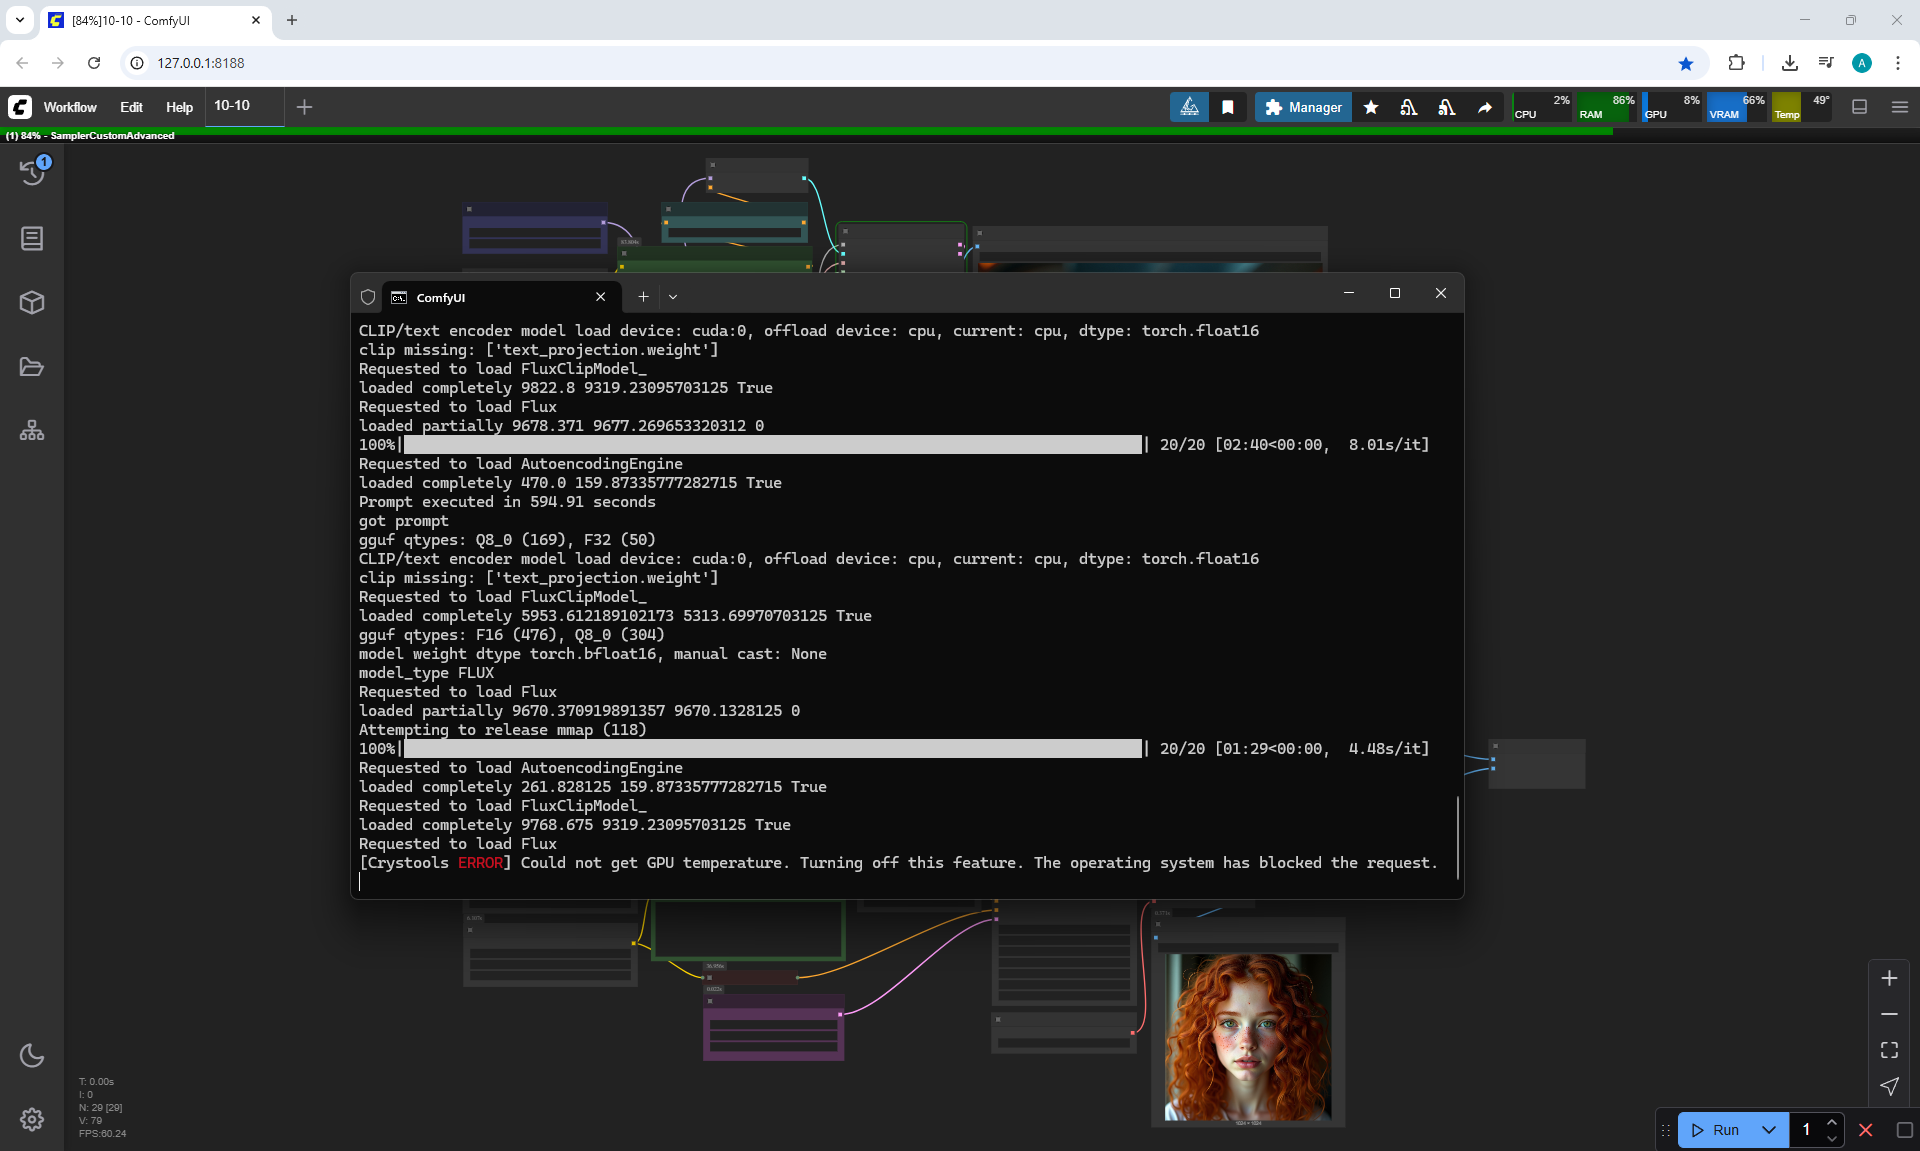 [84%]10-10 - ComfyUI
127.0.0.1:8188
A
Workflow Edit Help 10-10
Manager
CPU 2% RAM 86% GPU 8% VRAM 66% Temp 49°
(1) 84% - SamplerCustomAdvanced
1
ComfyUI
CLIP/text encoder model load device: cuda:0, offload device: cpu, current: cpu, dtype: torch.float16
clip missing: ['text_projection.weight']
Requested to load FluxClipModel_
loaded completely 9822.8 9319.23095703125 True
Requested to load Flux
loaded partially 9678.371 9677.269653320312 0
100%| | 20/20 [02:40<00:00, 8.01s/it]
Requested to load AutoencodingEngine
loaded completely 470.0 159.87335777282715 True
Prompt executed in 594.91 seconds
got prompt
gguf qtypes: Q8_0 (169), F32 (50)
CLIP/text encoder model load device: cuda:0, offload device: cpu, current: cpu, dtype: torch.float16
clip missing: ['text_projection.weight']
Requested to load FluxClipModel_
loaded completely 5953.612189102173 5313.69970703125 True
gguf qtypes: F16 (476), Q8_0 (304)
model weight dtype torch.bfloat16, manual cast: None
model_type FLUX
Requested to load Flux
loaded partially 9670.370919891357 9670.1328125 0
Attempting to release mmap (118)
100%| | 20/20 [01:29<00:00, 4.48s/it]
Requested to load AutoencodingEngine
loaded completely 261.828125 159.87335777282715 True
Requested to load FluxClipModel_
loaded completely 9768.675 9319.23095703125 True
Requested to load Flux
[Crystools ERROR] Could not get GPU temperature. Turning off this feature. The operating system has blocked the request.
T: 0.00s
I: 0
N: 29 [29]
V: 79
FPS:60.24
Run 1